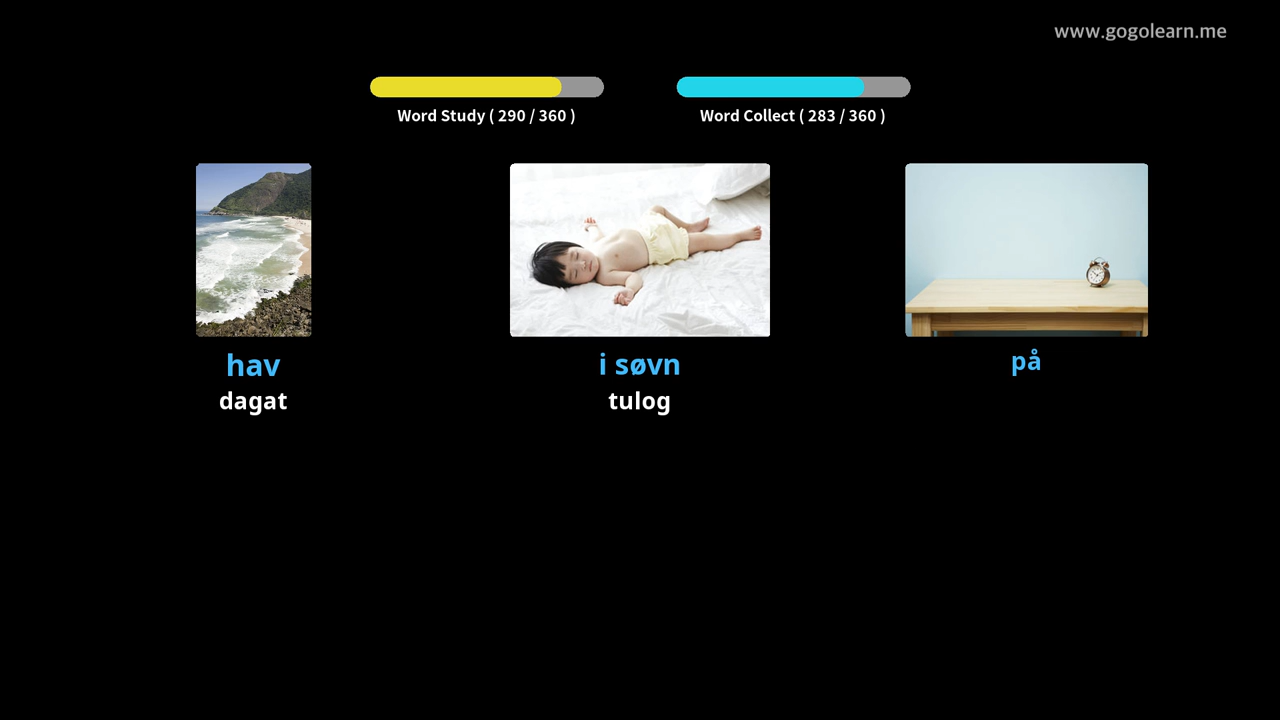 www.gogolearn.me
Word Study ( 290 / 360 )
Word Collect ( 283 / 360 )
hav
dagat
i søvn
tulog
på